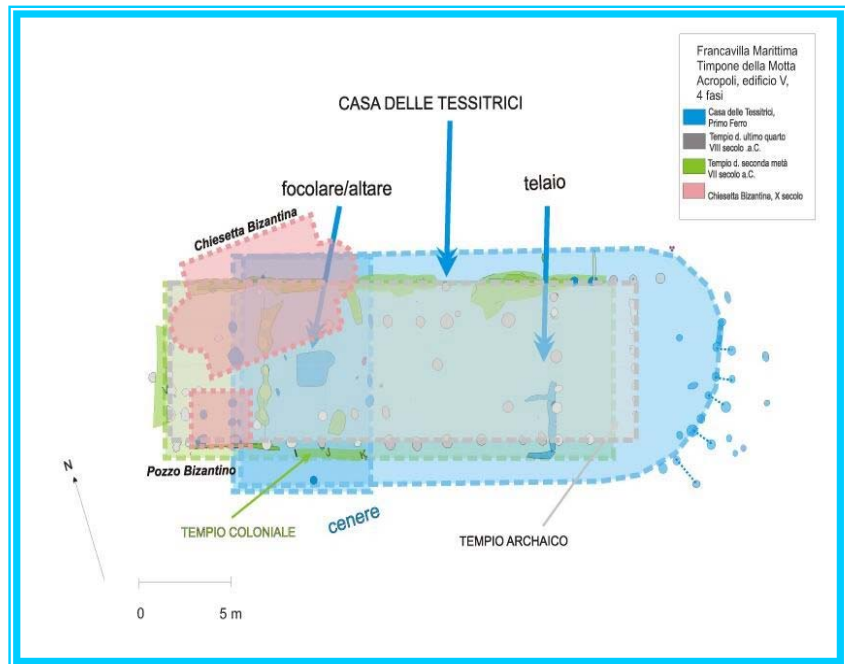 Francavilla Marittima
Timpone della Motta
Acropoli, edificio V,
4 fasi
Casa delle Tessitrici,
Primo Ferro
Tempio d. ultimo quarto
VIII secolo .a.C.
Tempio d. seconda metà
VII secolo a.C.
Chiesetta Bizantina, X secolo
CASA DELLE TESSITRICI
focolare/altare
telaio
Chiesetta Bizantina
I J K
Pozzo Bizantino
N
TEMPIO COLONIALE
cenere
TEMPIO ARCHAICO
0 5 m